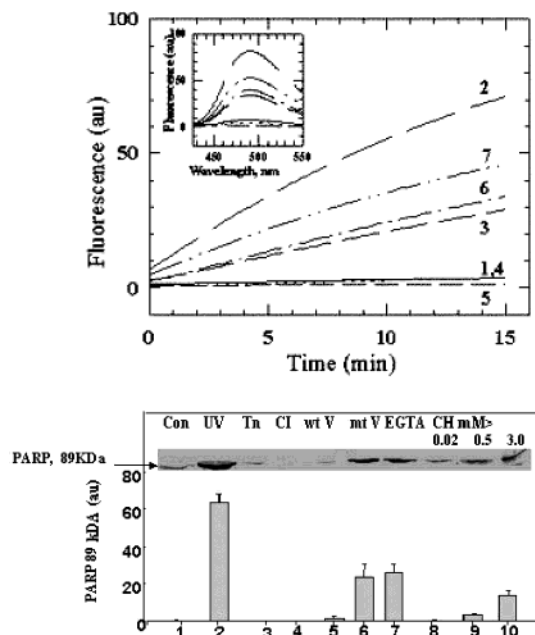 100
50
0
Fluorescence (au)
80
50
0
Fluorescence (au).
450 500 550
Wavelength, nm
2
7
6
3
1,4
5
0 5 10 15
Time (min)
Con UV Tn CI wt V mt V EGTA CH mM>
0.02 0.5 3.0
PARP, 89KDa
80
60
40
20
0
PARP 89 kDA (au)
1 2 3 4 5 6 7 8 9 10